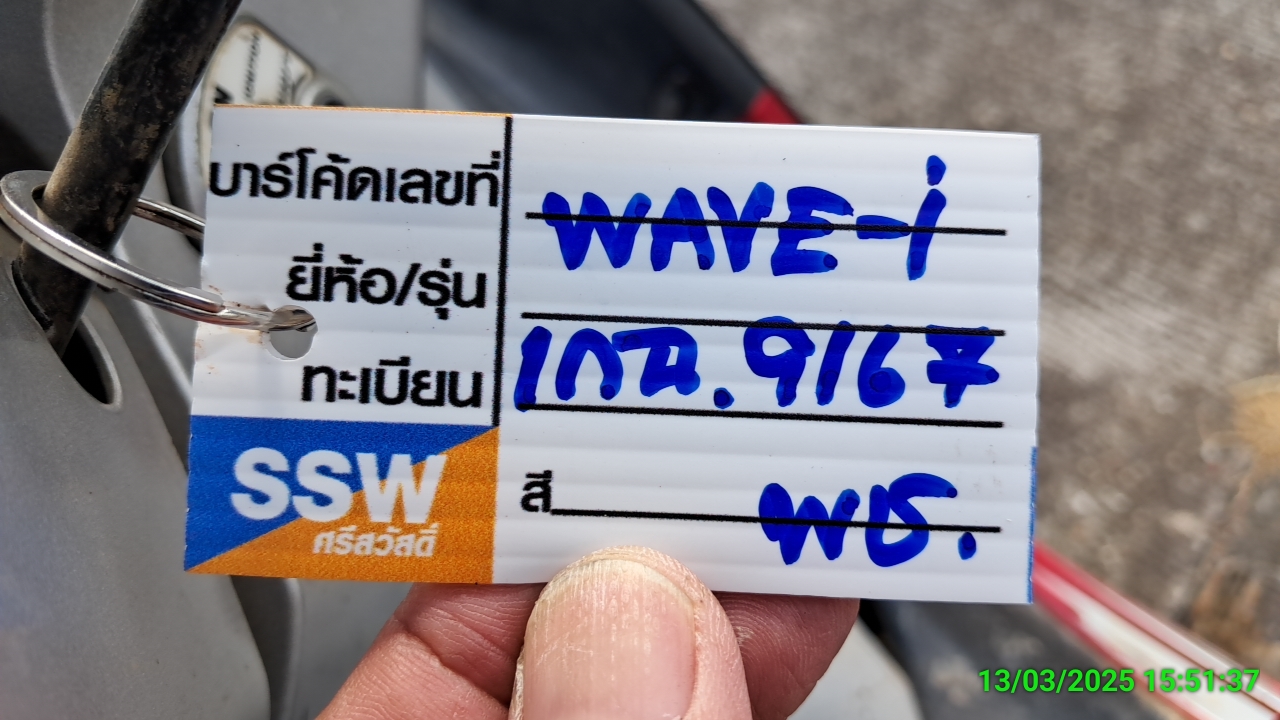 บาร์โค้ดเลขที่ WAVE-i
ยี่ห้อ/รุ่น
ทะเบียน 1กฌ.9167
สี พบ.
SSW
ศรีสวัสดิ์
13/03/2025 15:51:37